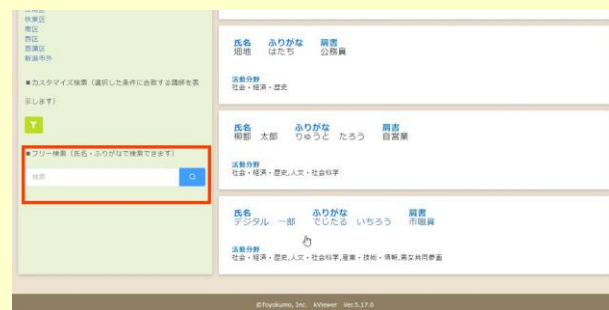 秋葉区
南区
西区
西蒲区
新潟市外
■カスタマイズ検索（選択した条件に合致する講師を表
示します）
■フリー検索（氏名・ふりがなで検索できます）
検索
氏名 ふりがな 肩書
畑地 はたち 公務員
活動分野
社会・経済・歴史
氏名 ふりがな 肩書
柳都 太郎 りゅうと たろう 自営業
活動分野
社会・経済・歴史,人文・社会科学
氏名 ふりがな 肩書
デジタル 一郎 でじたる いちろう 市職員
活動分野
社会・経済・歴史,人文・社会科学,産業・技術・情報,男女共同参画
©Toyokumo, Inc. kViewer Ver.5.17.0